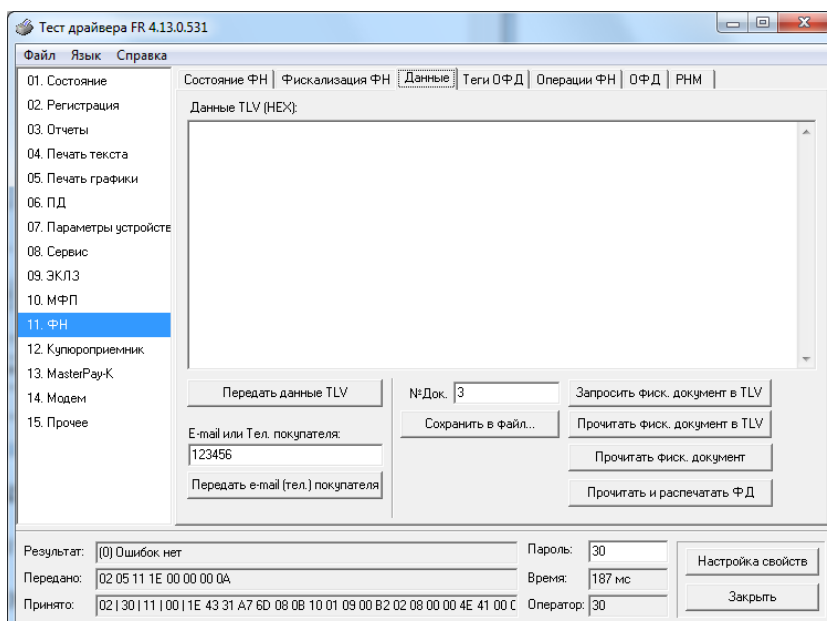 Тест драйвера FR 4.13.0.531
Файл Язык Справка
01. Состояние
02. Регистрация
03. Отчеты
04. Печать текста
05. Печать графики
06. ПД
07. Параметры устройств
08. Сервис
09. ЭКЛЗ
10. МФП
11. ФН
12. Купюроприемник
13. MasterPay-K
14. Модем
15. Прочее
Состояние ФН Фискализация ФН Данные Теги ОФД Операции ФН ОФД РНМ
Данные TLV (HEX):
Передать данные TLV
E-mail или Тел. покупателя:
123456
Передать e-mail (тел.) покупателя
№Док. 3
Сохранить в файл...
Запросить фиск. документ в TLV
Прочитать фиск. документ в TLV
Прочитать фиск. документ
Прочитать и распечатать ФД
Результат: (0) Ошибок нет
Передано: 02 05 11 1E 00 00 00 0A
Принято: 02 | 30 | 11 | 00 | 1E 43 31 A7 6D 08 0B 10 01 09 00 B2 02 08 00 00 4E 41 00
Пароль: 30
Время: 187 мс
Оператор: 30
Настройка свойств
Закрыть